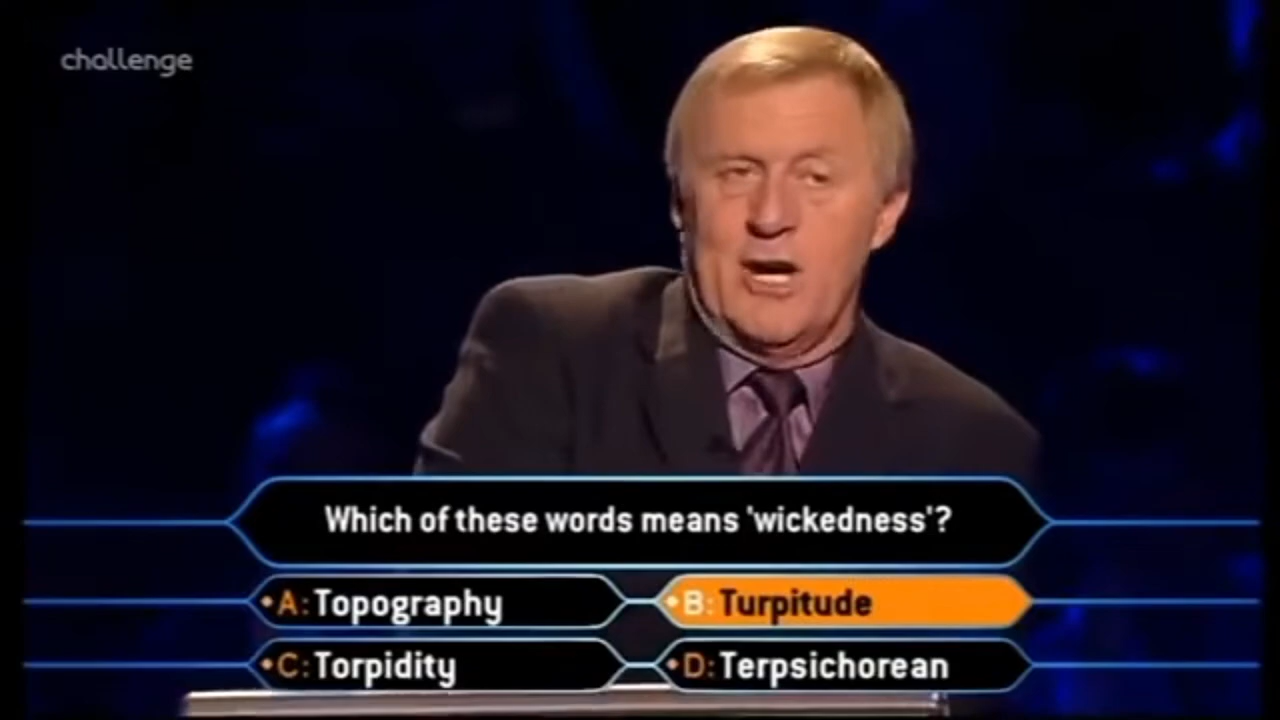 challenge
Which of these words means 'wickedness'?
A: Topography
B: Turpitude
C: Torpidity
D: Terpsichorean